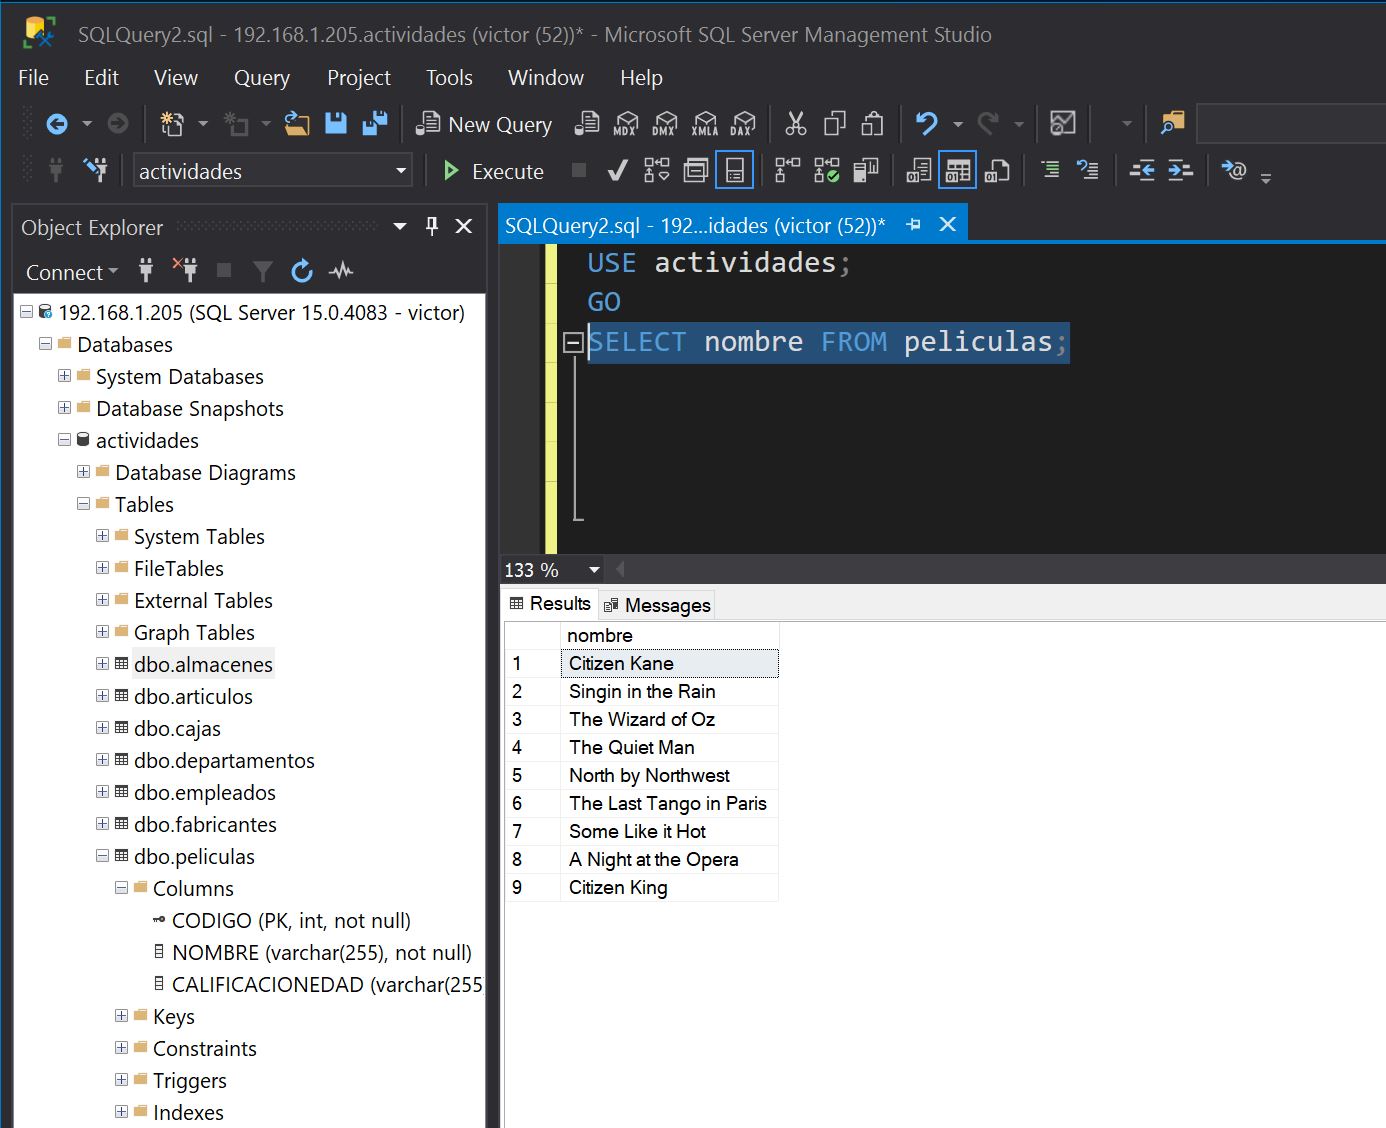 SQLQuery2.sql - 192.168.1.205.actividades (victor (52))* - Microsoft SQL Server Management Studio
File Edit View Query Project Tools Window Help
New Query MDX DMX XMLA DAX
actividades Execute
Object Explorer
Connect
192.168.1.205 (SQL Server 15.0.4083 - victor)
Databases
System Databases
Database Snapshots
actividades
Database Diagrams
Tables
System Tables
FileTables
External Tables
Graph Tables
dbo.almacenes
dbo.articulos
dbo.cajas
dbo.departamentos
dbo.empleados
dbo.fabricantes
dbo.peliculas
Columns
CODIGO (PK, int, not null)
NOMBRE (varchar(255), not null)
CALIFICACIONEDAD (varchar(255
Keys
Constraints
Triggers
Indexes
SQLQuery2.sql - 192...idades (victor (52))*
USE actividades;
GO
SELECT nombre FROM peliculas;
133 %
Results Messages
nombre
1 Citizen Kane
2 Singin in the Rain
3 The Wizard of Oz
4 The Quiet Man
5 North by Northwest
6 The Last Tango in Paris
7 Some Like it Hot
8 A Night at the Opera
9 Citizen King